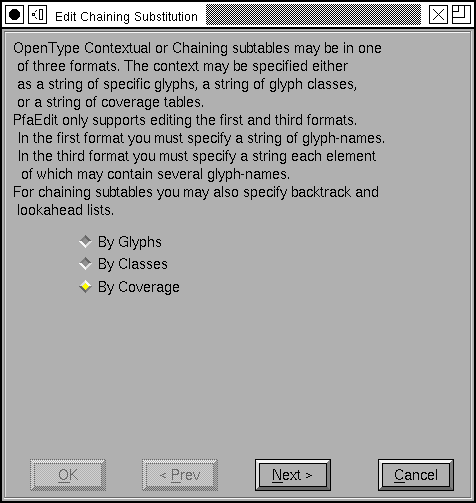 Edit Chaining Substitution
OpenType Contextual or Chaining subtables may be in one
of three formats. The context may be specified either
as a string of specific glyphs, a string of glyph classes,
or a string of coverage tables.
PfaEdit only supports editing the first and third formats.
In the first format you must specify a string of glyph-names.
In the third format you must specify a string each element
of which may contain several glyph-names.
For chaining subtables you may also specify backtrack and
lookahead lists.
By Glyphs
By Classes
By Coverage
OK
< Prev
Next >
Cancel